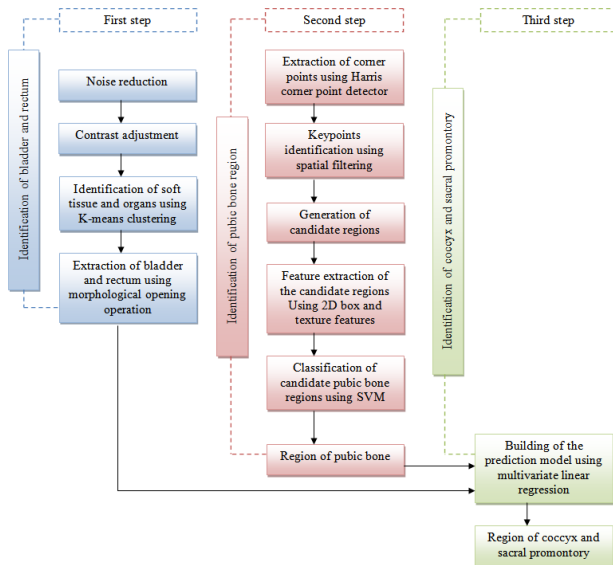 First step
Second step
Third step
Identification of bladder and rectum
Noise reduction
Contrast adjustment
Identification of soft
tissue and organs using
K-means clustering
Extraction of bladder
and rectum using
morphological opening
operation
Identification of pubic bone region
Extraction of corner
points using Harris
corner point detector
Keypoints
identification using
spatial filtering
Generation of
candidate regions
Feature extraction of
the candidate regions
Using 2D box and
texture features
Classification of
candidate pubic bone
regions using SVM
Region of pubic bone
Identification of coccyx and sacral promontory
Building of the
prediction model using
multivariate linear
regression
Region of coccyx and
sacral promontory